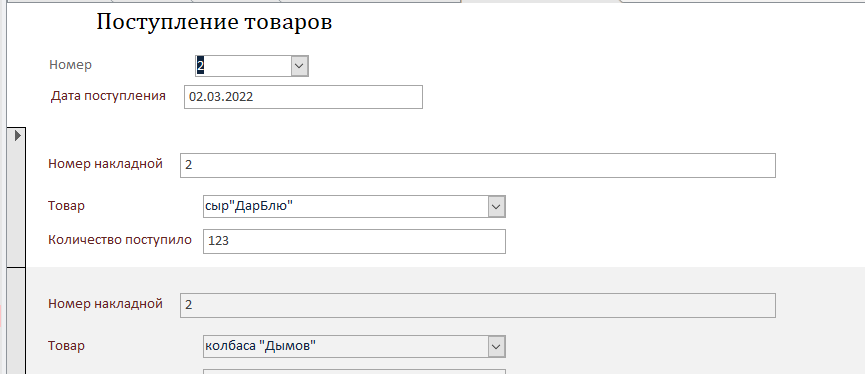 Поступление товаров
Номер 2
Дата поступления 02.03.2022
Номер накладной 2
Товар сыр"ДарБлю"
Количество поступило 123
Номер накладной 2
Товар колбаса "Дымов"